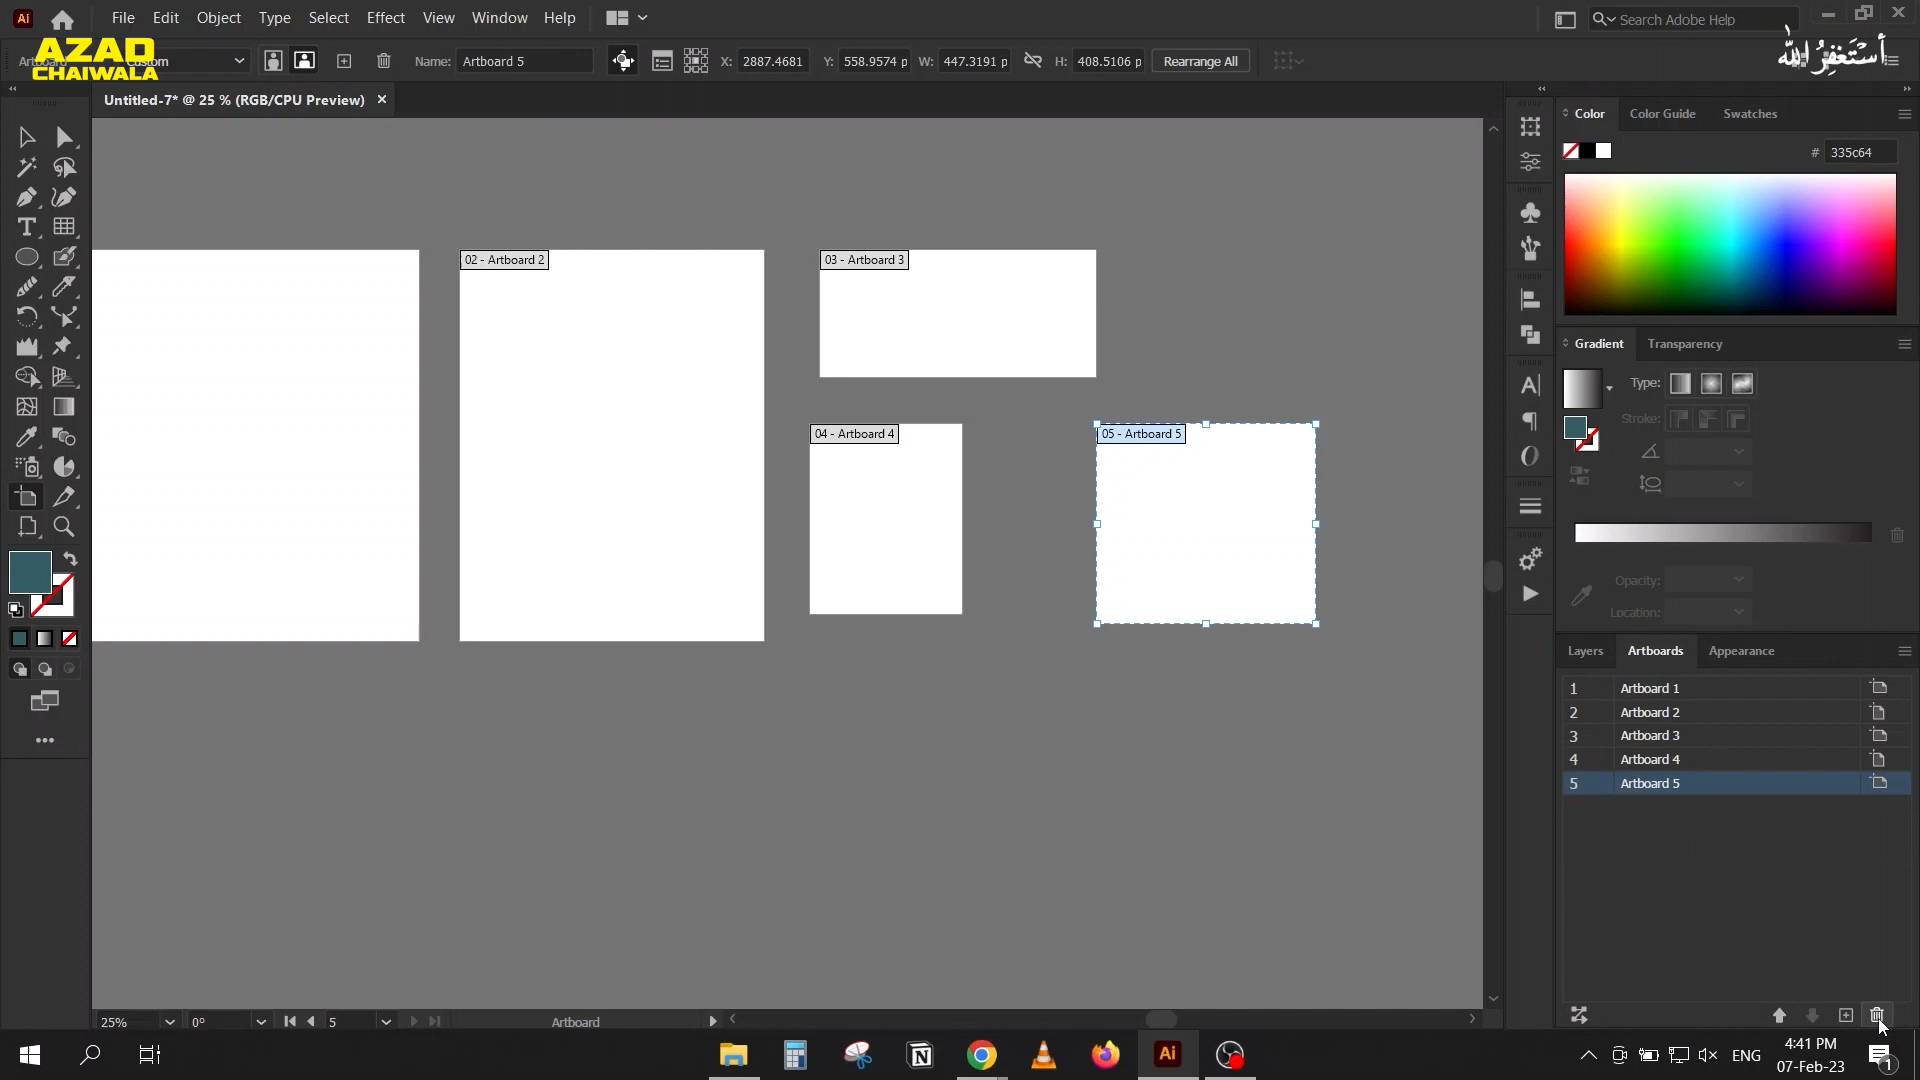 Ai File Edit Object Type Select Effect View Window Help Search Adobe Help
AZAD
CHAIWALA
أستغفر الله
Custom Name: Artboard 5 X: 2887.4681 Y: 558.9574 p W: 447.3191 p H: 408.5106 p Rearrange All
Untitled-7* @ 25 % (RGB/CPU Preview)
Color Color Guide Swatches
# 335c64
02 - Artboard 2
03 - Artboard 3
04 - Artboard 4
05 - Artboard 5
Gradient Transparency
Type:
Stroke:
Opacity:
Location:
Layers Artboards Appearance
1 Artboard 1
2 Artboard 2
3 Artboard 3
4 Artboard 4
5 Artboard 5
25% 0° 5 Artboard
Ai ENG
4:41 PM
07-Feb-23
1